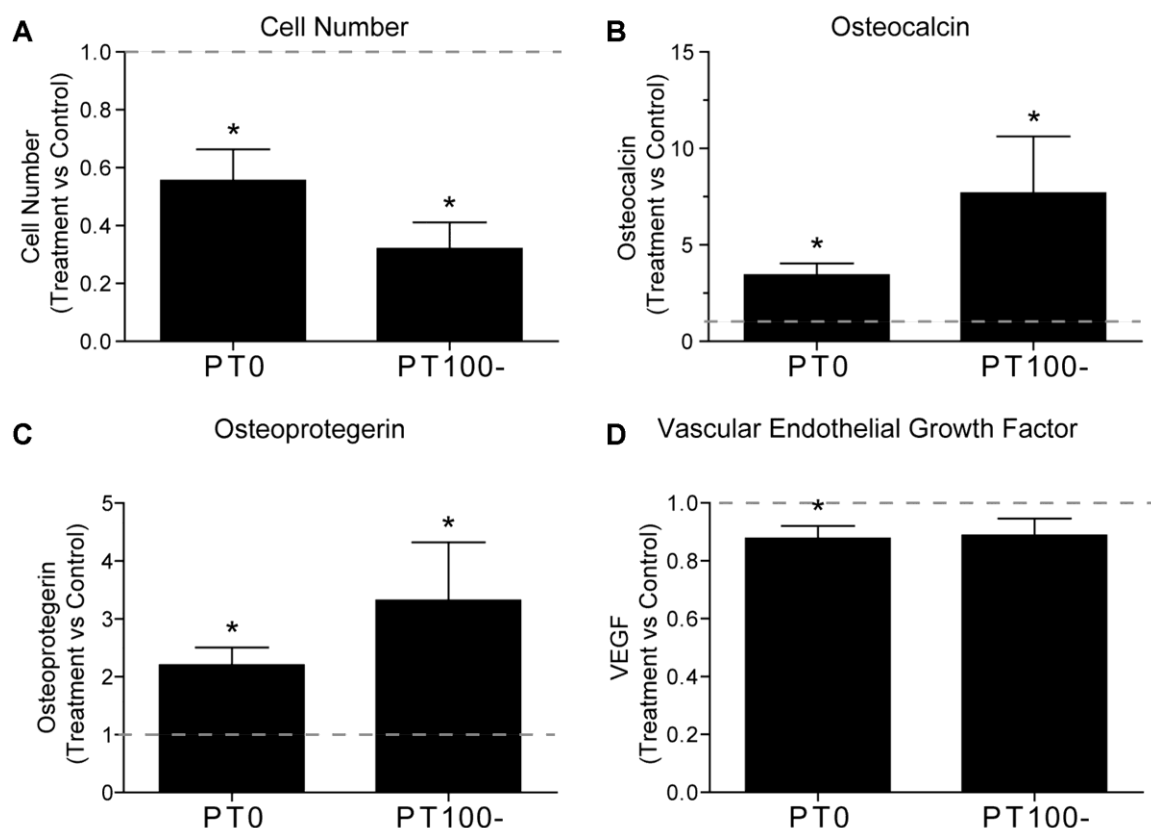 A
Cell Number
Cell Number
(Treatment vs Control)
1.0
0.8
0.6
0.4
0.2
0.0
*
*
PT0
PT100-
B
Osteocalcin
Osteocalcin
(Treatment vs Control)
15
10
5
0
*
*
PT0
PT100-
C
Osteoprotegerin
Osteoprotegerin
(Treatment vs Control)
5
4
3
2
1
0
*
*
PT0
PT100-
D
Vascular Endothelial Growth Factor
VEGF
(Treatment vs Control)
1.0
0.8
0.6
0.4
0.2
0.0
*
PT0
PT100-